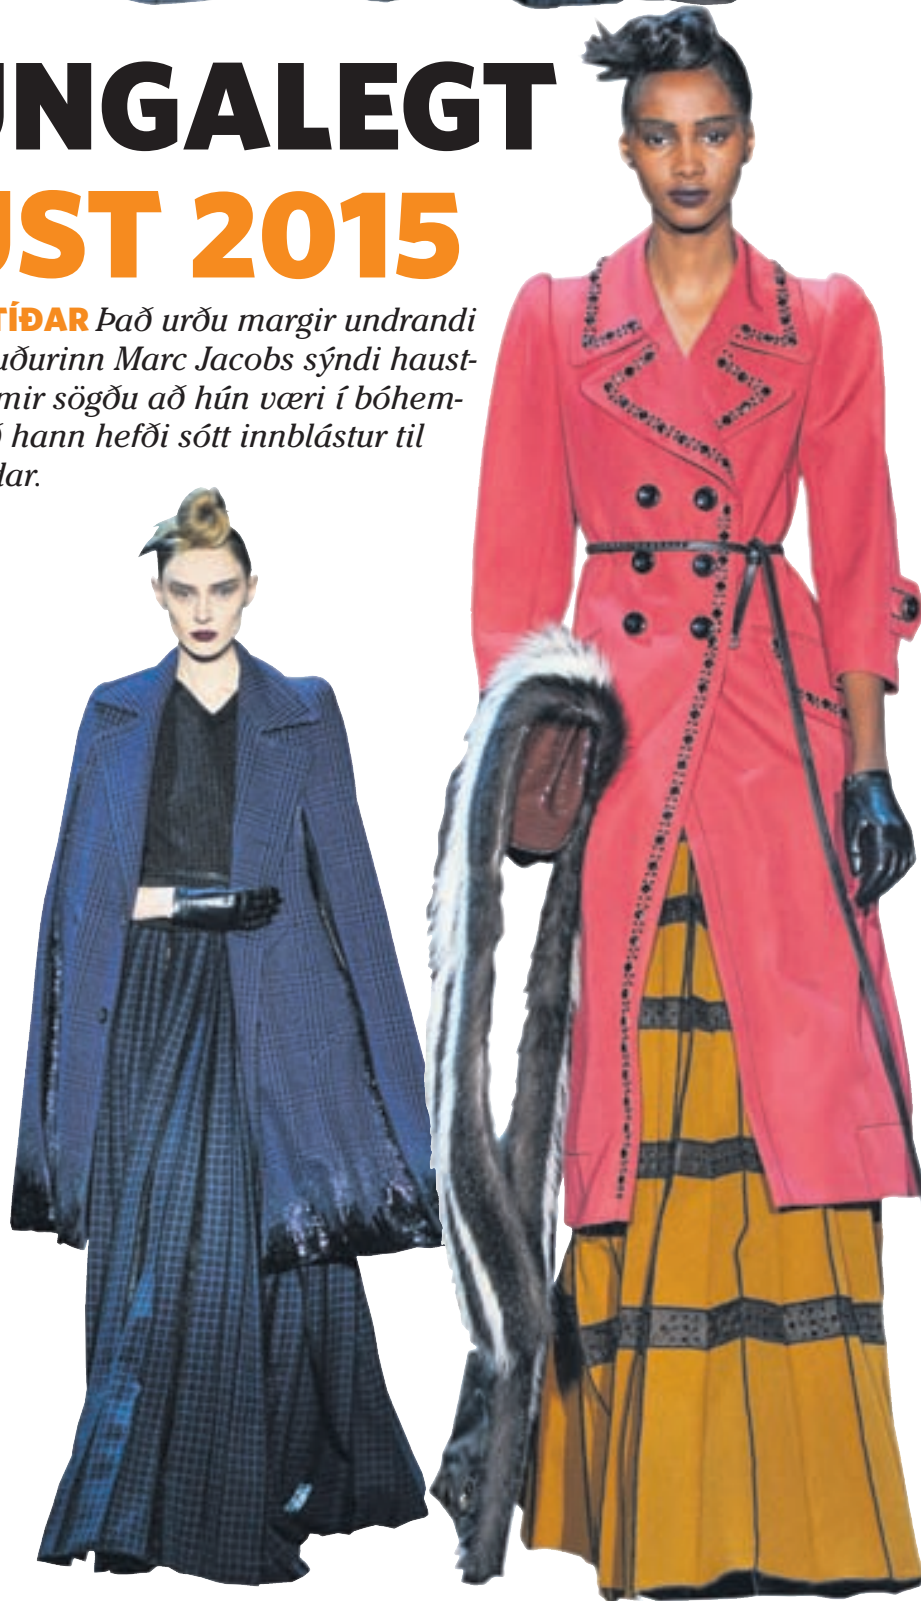 UNGALEGT
UST 2015
TÍÐAR Það urðu margir undrandi
uðurinn Marc Jacobs sýndi haust-
mir sögðu að hún væri í bóhem-
ð hann hefði sótt innblástur til
dar.